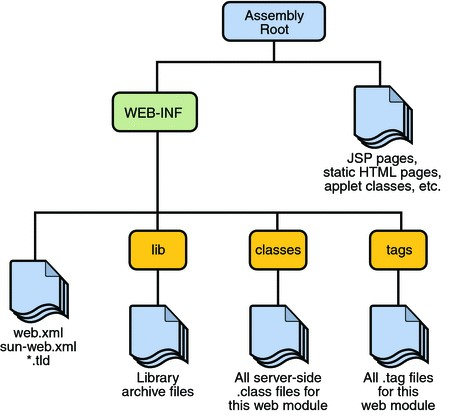 Assembly
Root
WEB-INF
JSP pages,
static HTML pages,
applet classes, etc.
lib
classes
tags
web.xml
sun-web.xml
*.tld
Library
archive files
All server-side
.class files for
this web module
All .tag files
for this
web module